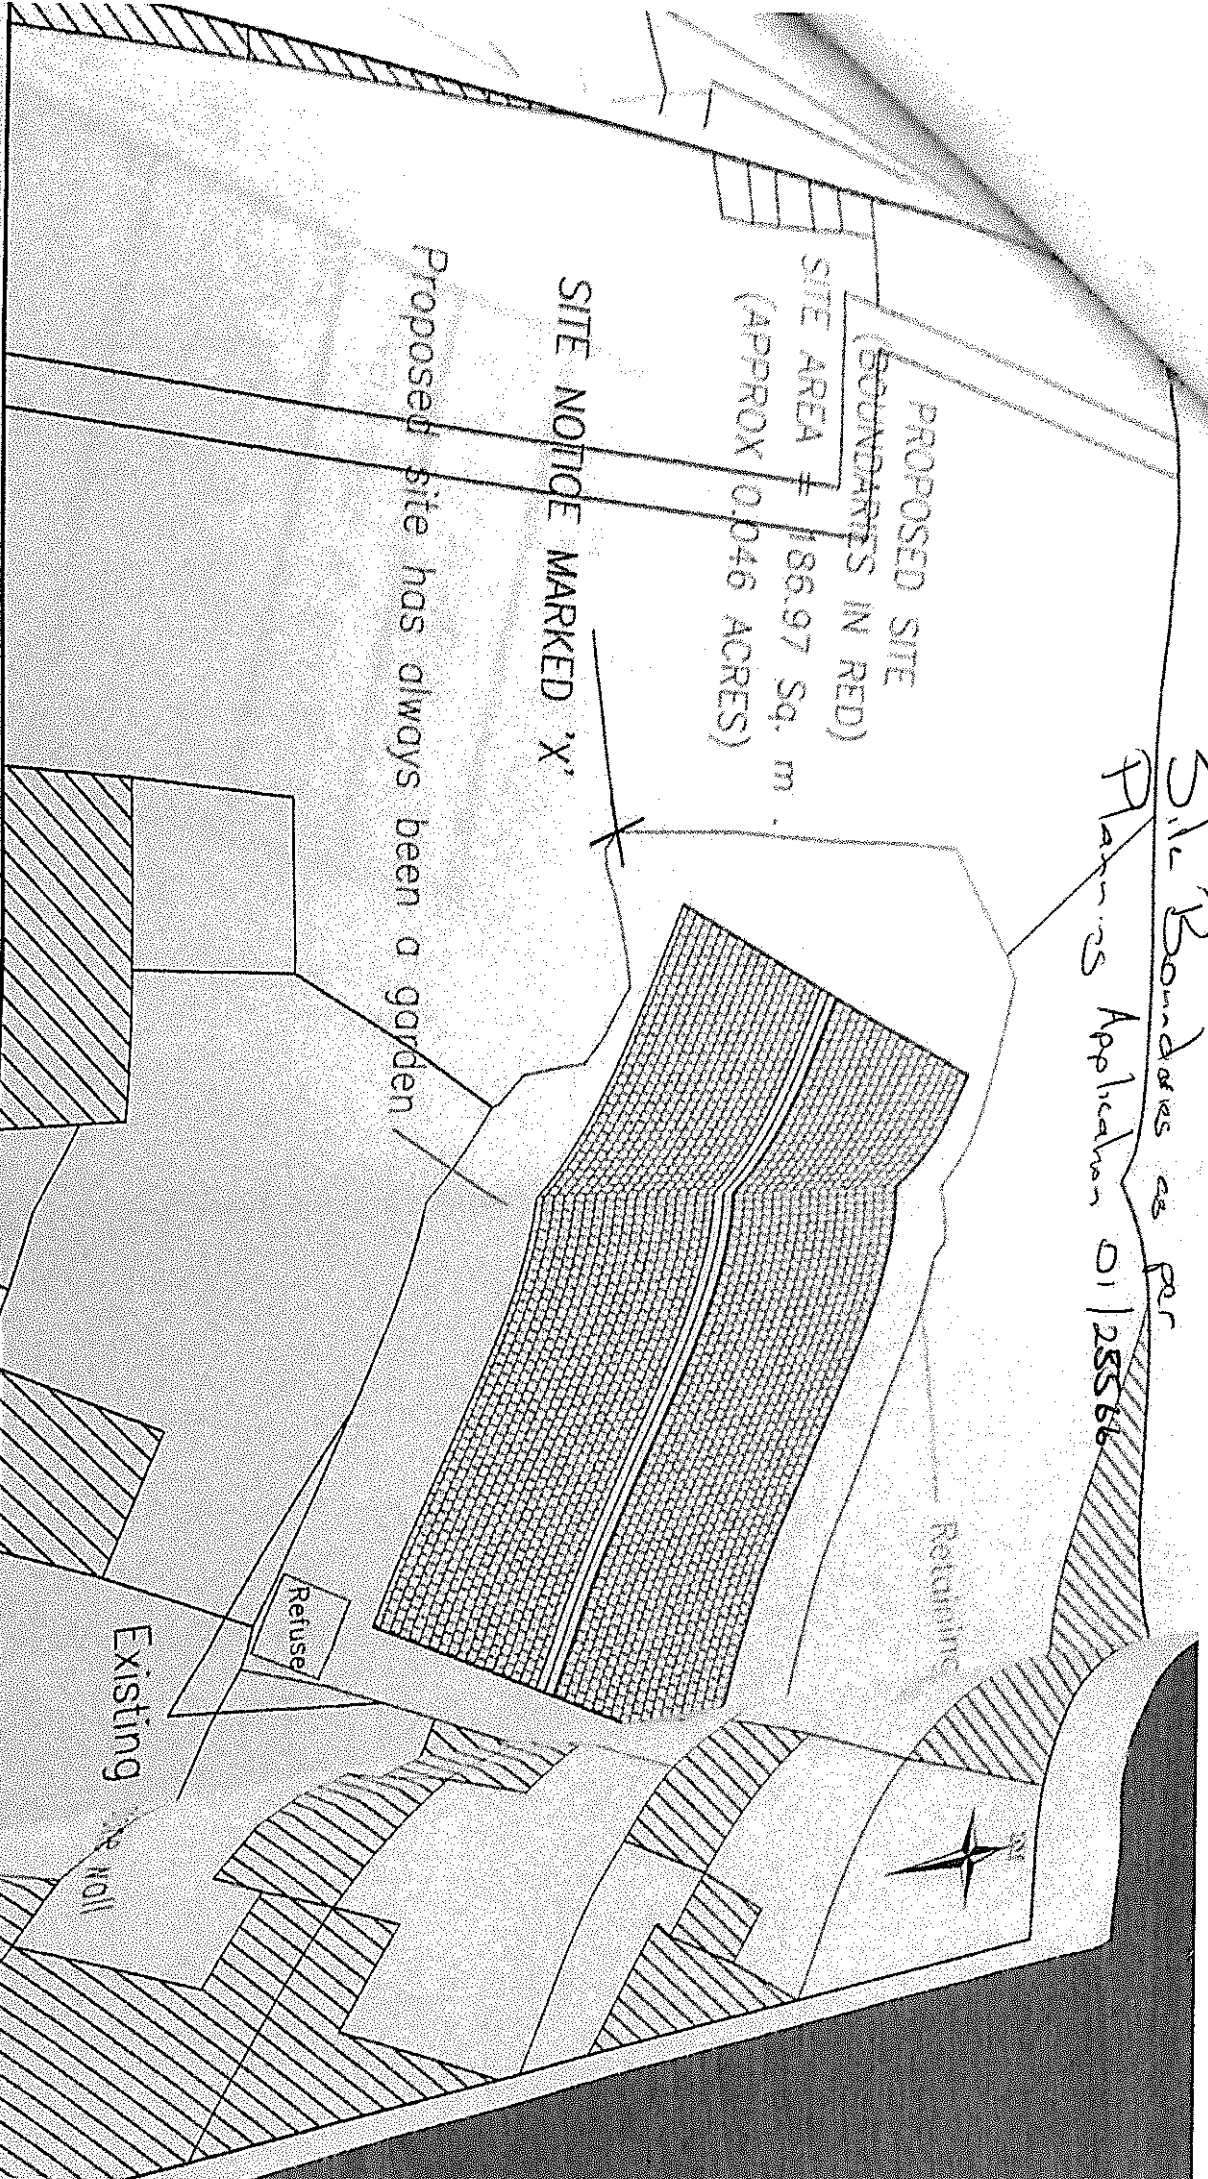 Site Boundaries as per
Planning Application 01/25566
PROPOSED SITE
(BOUNDARIES IN RED)
SITE AREA = 186.97 Sq. m.
(APPROX 0.046 ACRES)
SITE NOTICE MARKED 'X'
Proposed site has always been a garden
Retaining
Refuse
Existing